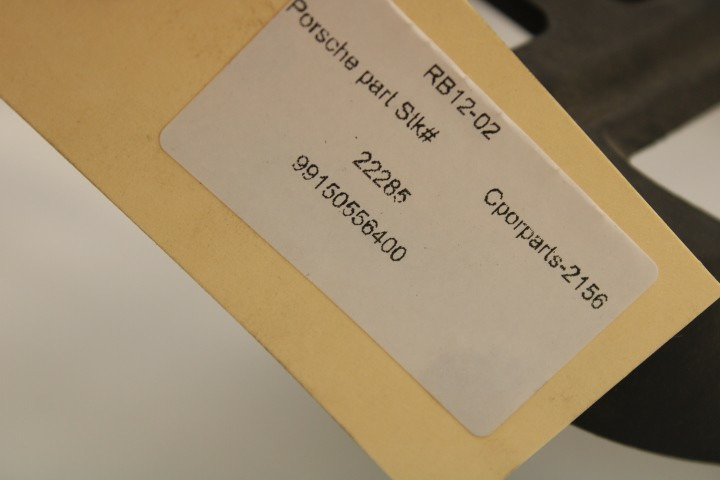 RB12-02
Porsche part Stk#
Cporparts-2156
22285
99150556400